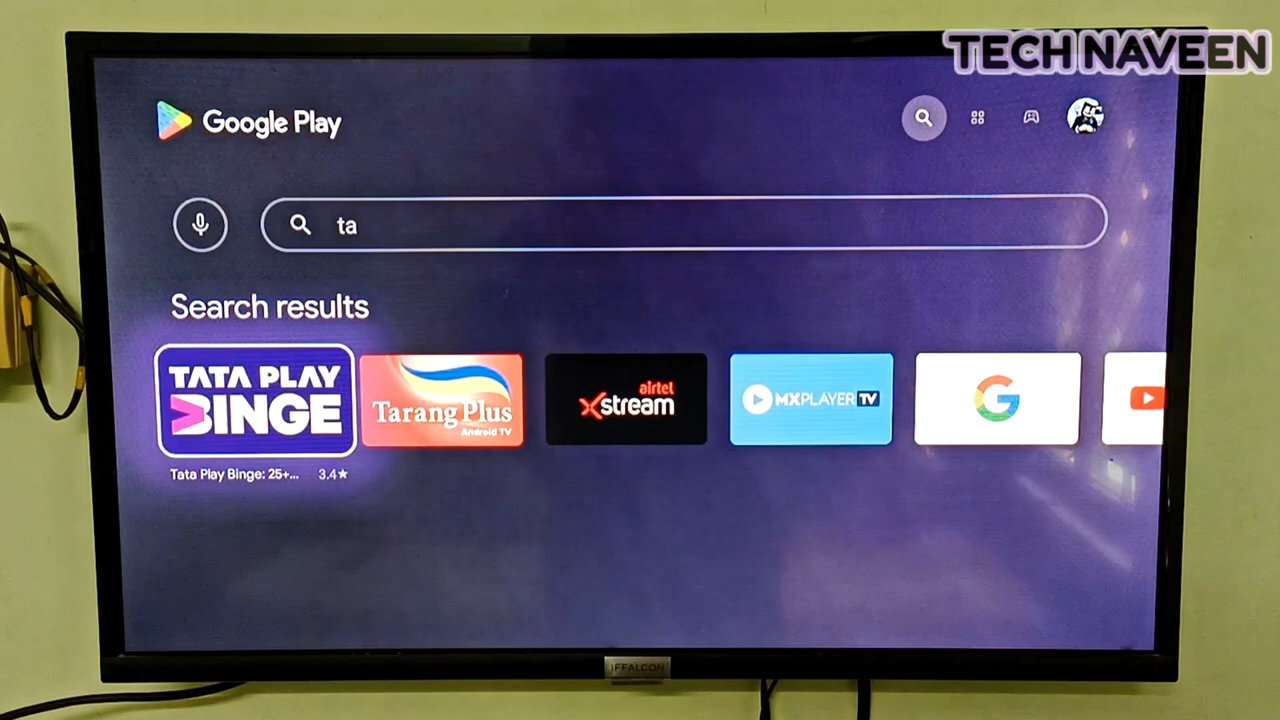 TECH NAVEEN
Google Play
ta
Search results
TATA PLAY
BINGE
Tarang Plus
Android TV
airtel
Xstream
MXPLAYER TV
G
Tata Play Binge: 25+... 3.4★
iFFALCON